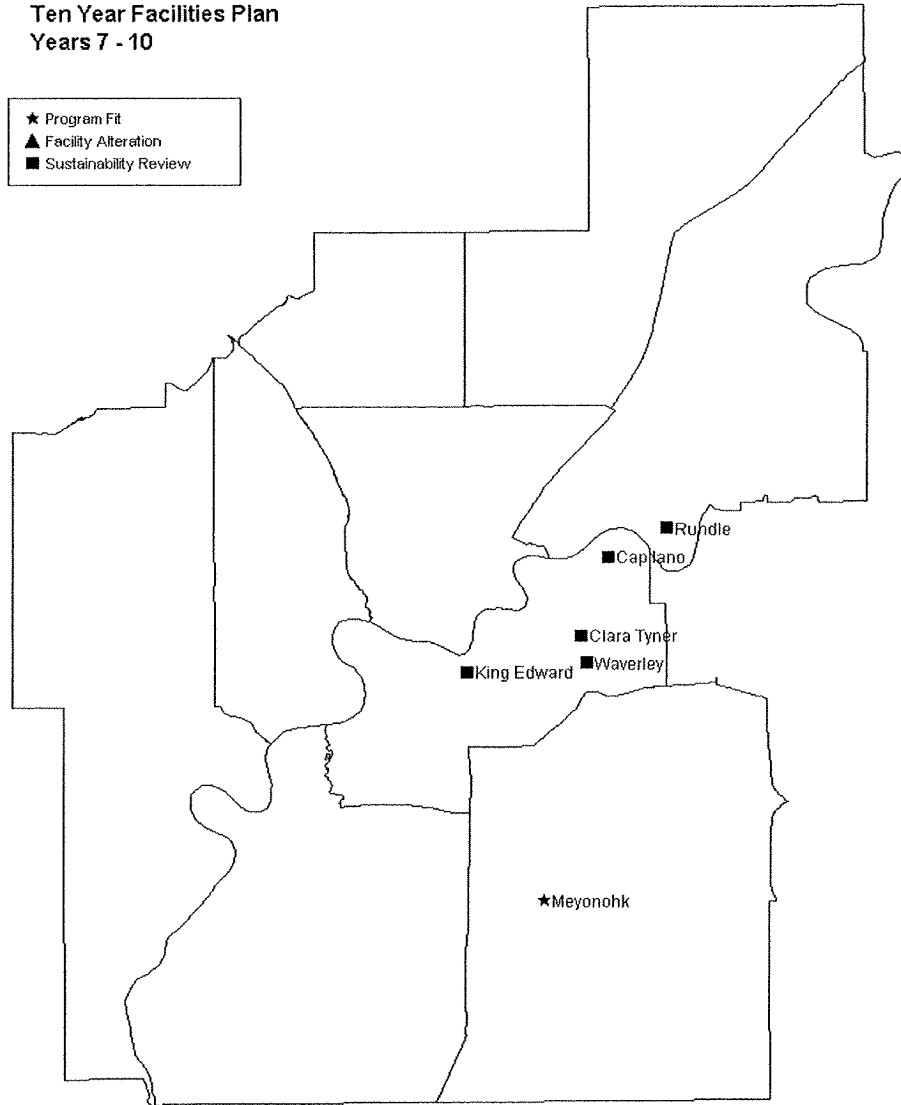 Ten Year Facilities Plan
Years 7 - 10
Program Fit
Facility Alteration
Sustainability Review
Rundle
Capilano
Clara Tyner
Waverley
King Edward
Meyonohk